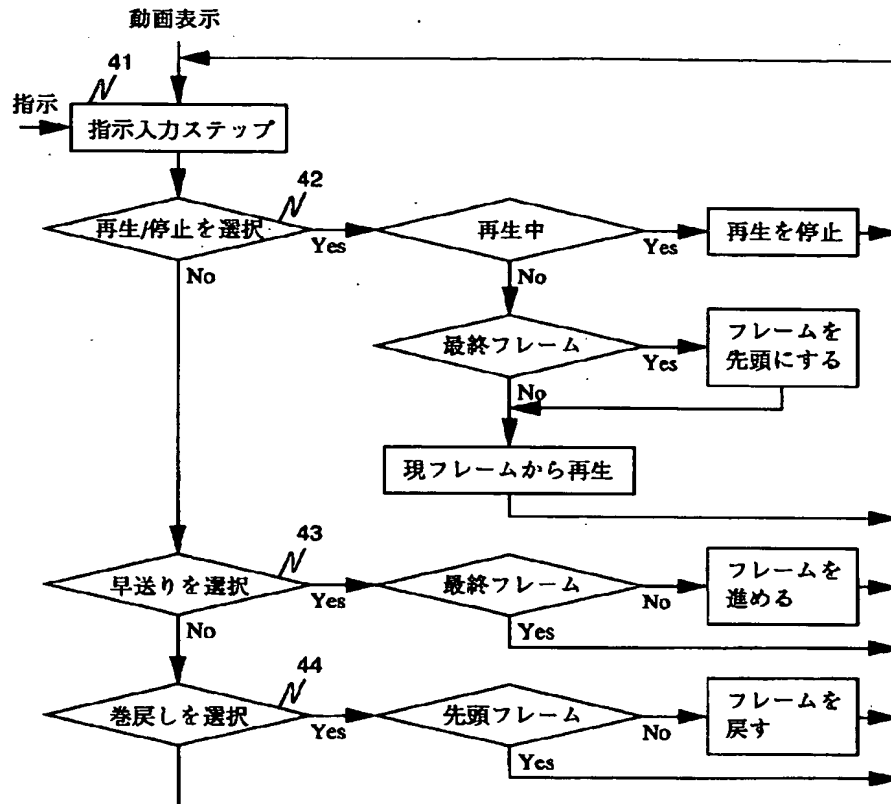 動画表示
41
指示
指示入力ステップ
42
再生/停止を選択
Yes
No
再生中
Yes
No
再生を停止
最終フレーム
Yes
No
フレームを
先頭にする
現フレームから再生
43
早送りを選択
Yes
No
最終フレーム
No
Yes
フレームを
進める
44
巻戻しを選択
Yes
先頭フレーム
No
Yes
フレームを
戻す